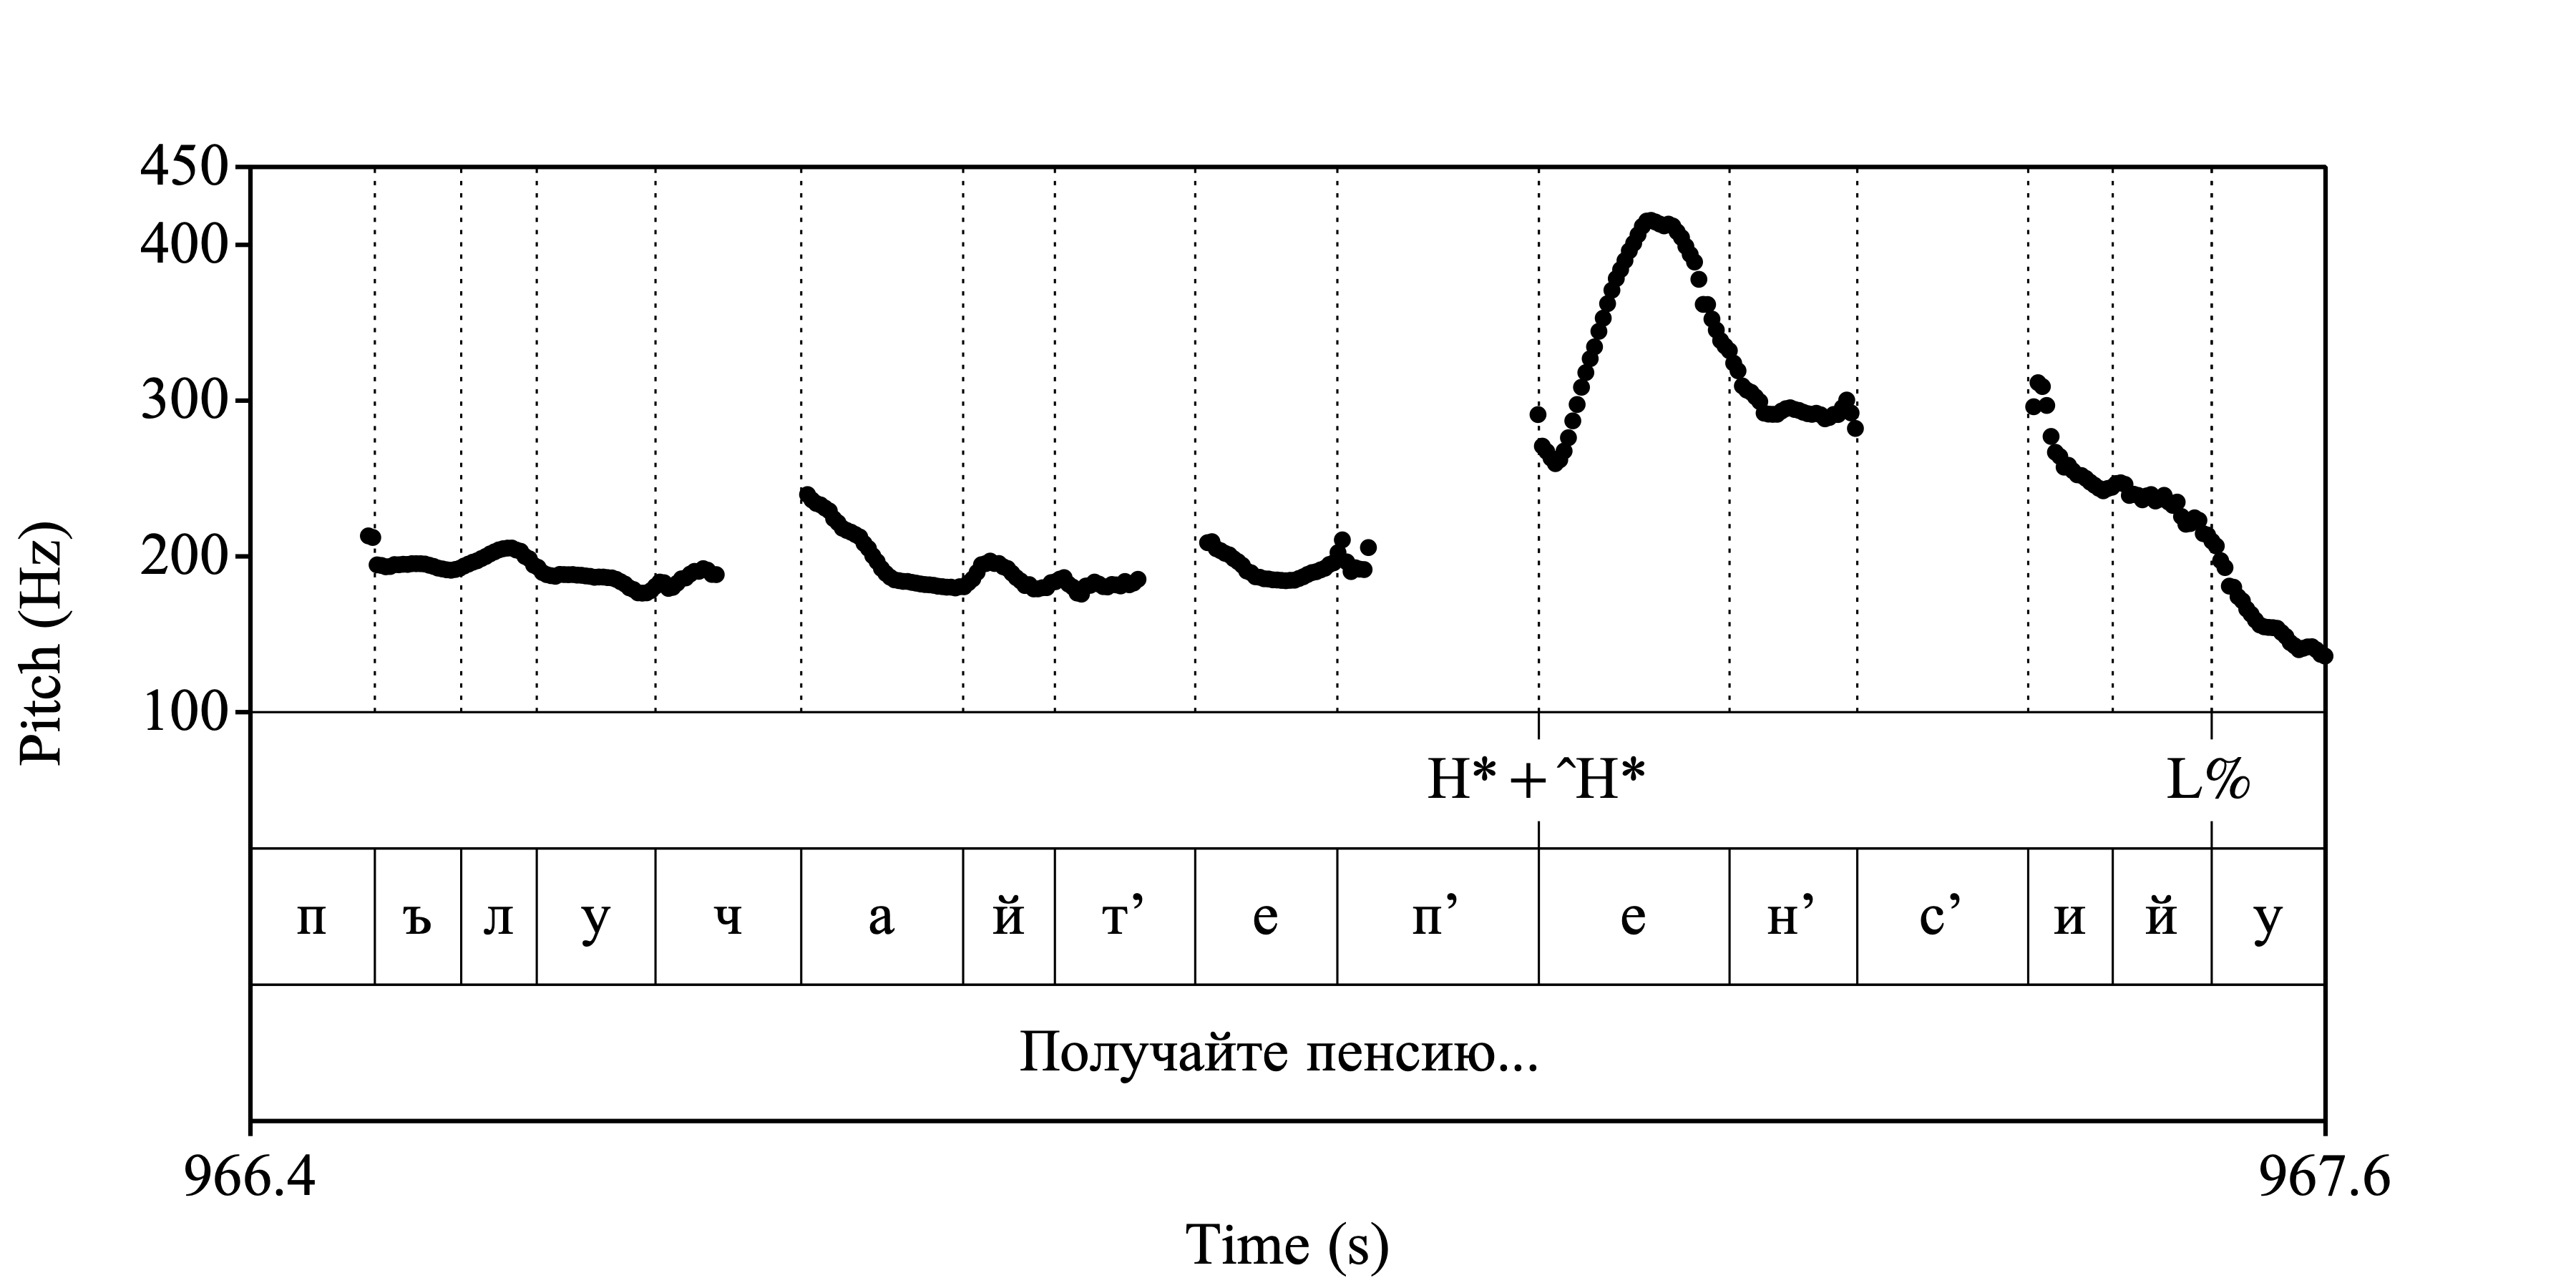 450
400
300
200
100
Pitch (Hz)
H* + ˆH* L%
п ъ л у ч а й т’ е п’ е н’ с’ и й у
Получайте пенсию...
966.4 967.6
Time (s)